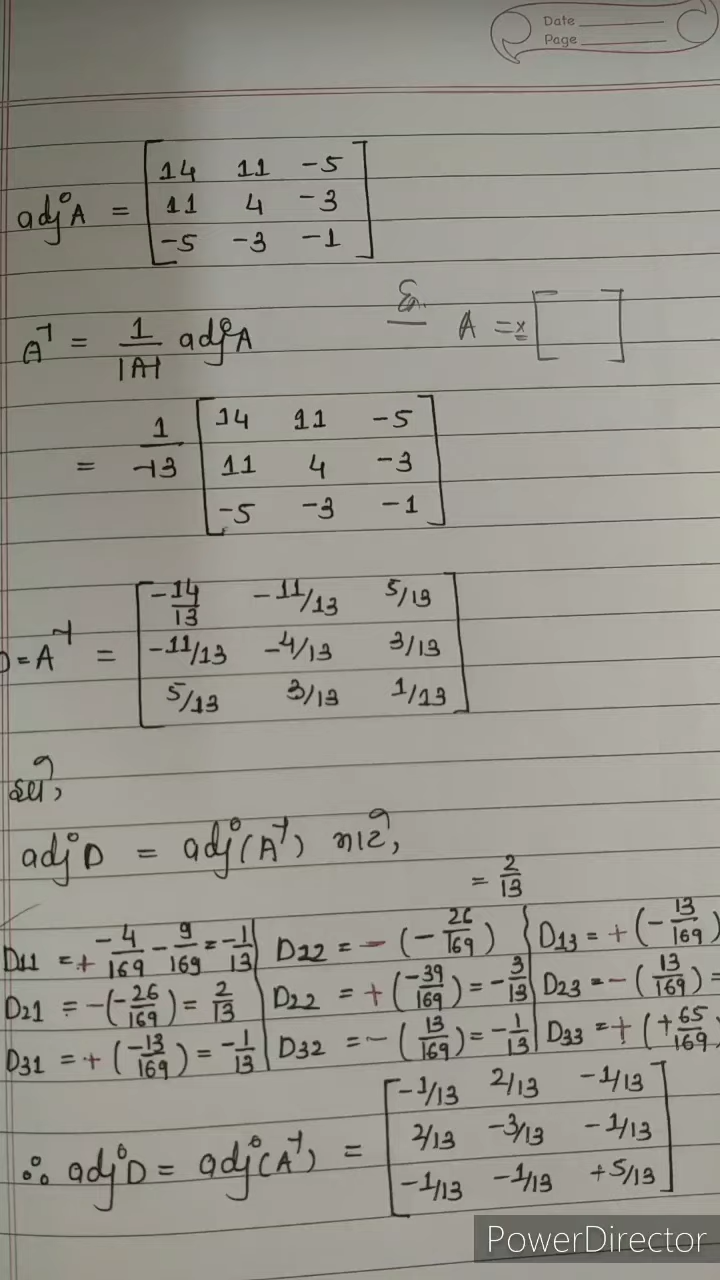 Date
Page
adj A = [ 14 11 -5
11 4 -3
-5 -3 -1 ]
A⁻¹ = 1/|A| adj A
A = x [ ]
= 1/-13 [ 14 11 -5
11 4 -3
-5 -3 -1 ]
D = A⁻¹ = [ -14/13 -11/13 5/13
-11/13 -4/13 3/13
5/13 3/13 1/13 ]
હવે,
adj D = adj (A⁻¹) માટે,
= 2/13
D11 = + -4/169 - 9/169 = -1/13 D22 = - (-26/169) D13 = + (-13/169)
D21 = -(-26/169) = 2/13 D22 = + (-39/169) = -3/13 D23 = - (13/169) =
D31 = + (-13/169) = -1/13 D32 = - (13/169) = -1/13 D33 = + (+65/169)
∴ adj D = adj (A⁻¹) = [ -1/13 2/13 -1/13
2/13 -3/13 -1/13
-1/13 -1/13 +5/13 ]
PowerDirector